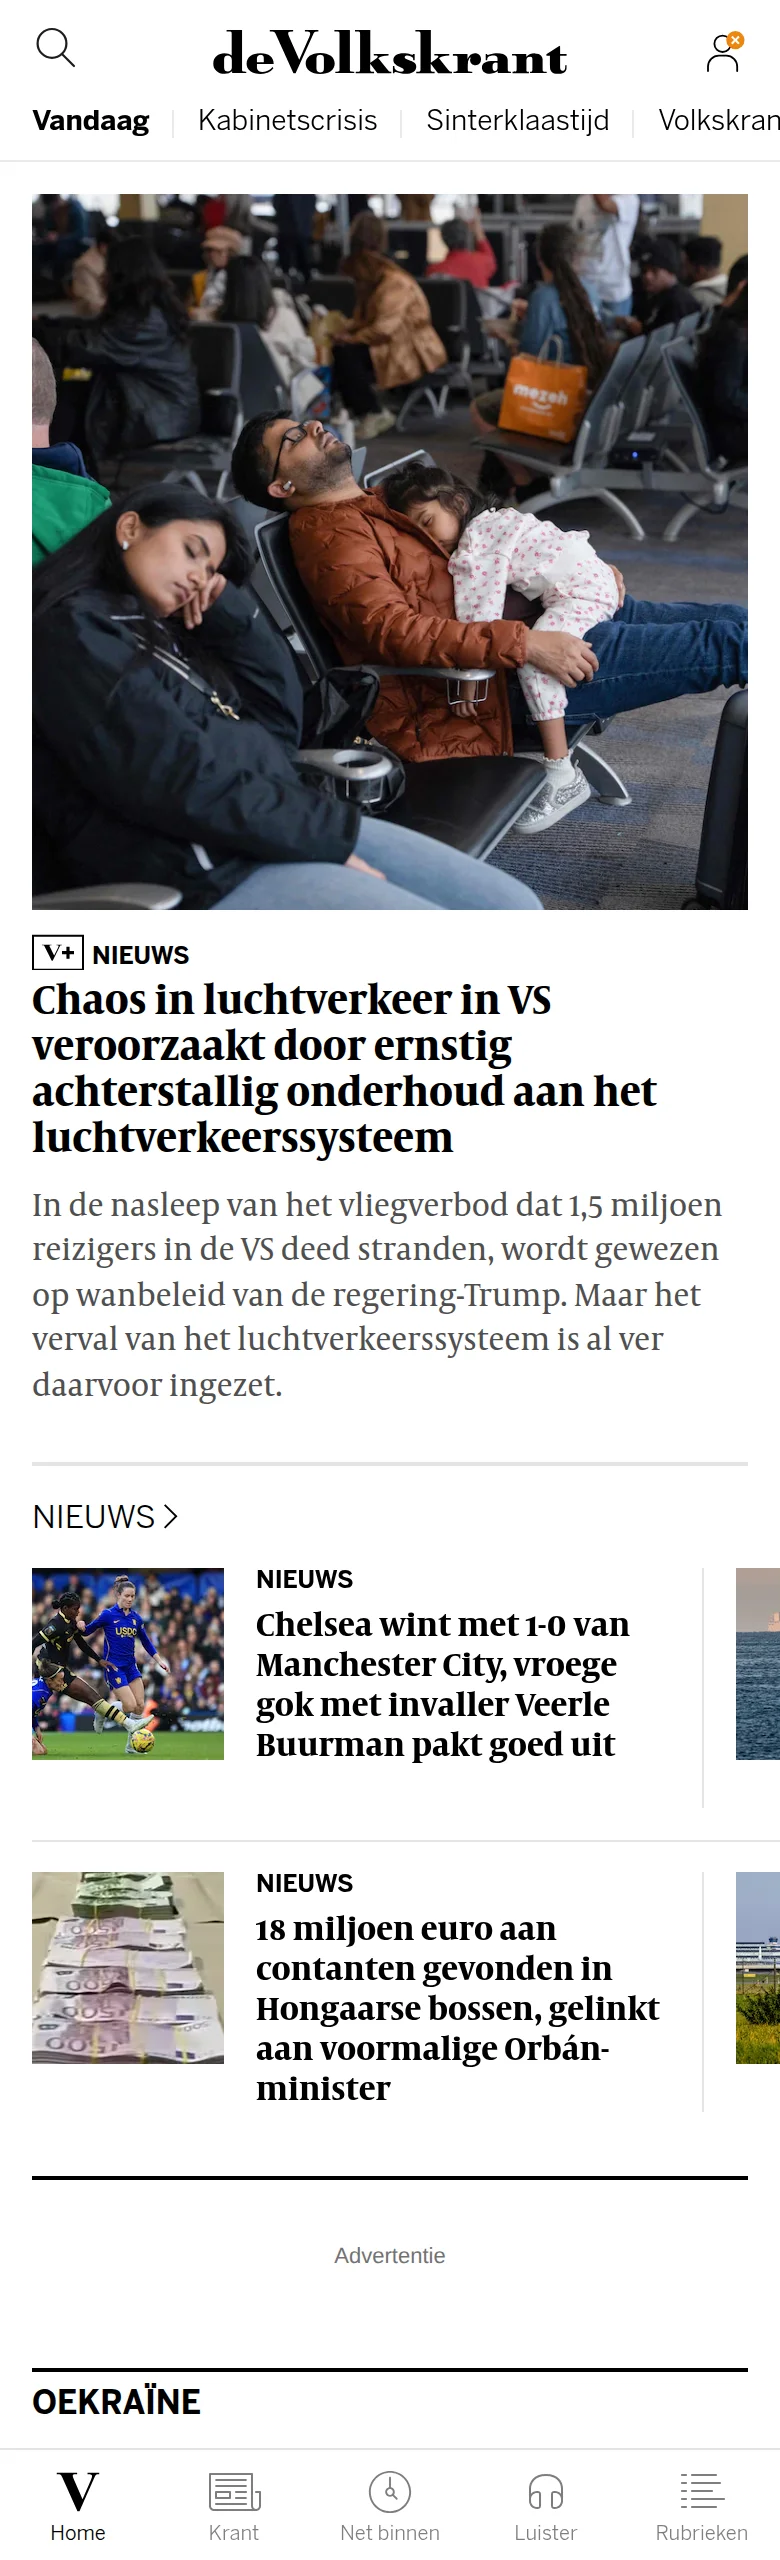 deVolkskrant
Vandaag
Kabinetscrisis
Sinterklaastijd
Volkskran
mezeh
V+ NIEUWS
Chaos in luchtverkeer in VS
veroorzaakt door ernstig
achterstallig onderhoud aan het
luchtverkeerssysteem
In de nasleep van het vliegverbod dat 1,5 miljoen
reizigers in de VS deed stranden, wordt gewezen
op wanbeleid van de regering-Trump. Maar het
verval van het luchtverkeerssysteem is al ver
daarvoor ingezet.
NIEUWS
NIEUWS
Chelsea wint met 1-0 van
Manchester City, vroege
gok met invaller Veerle
Buurman pakt goed uit
NIEUWS
18 miljoen euro aan
contanten gevonden in
Hongaarse bossen, gelinkt
aan voormalige Orbán-
minister
Advertentie
OEKRAÏNE
V
Home
Krant
Net binnen
Luister
Rubrieken